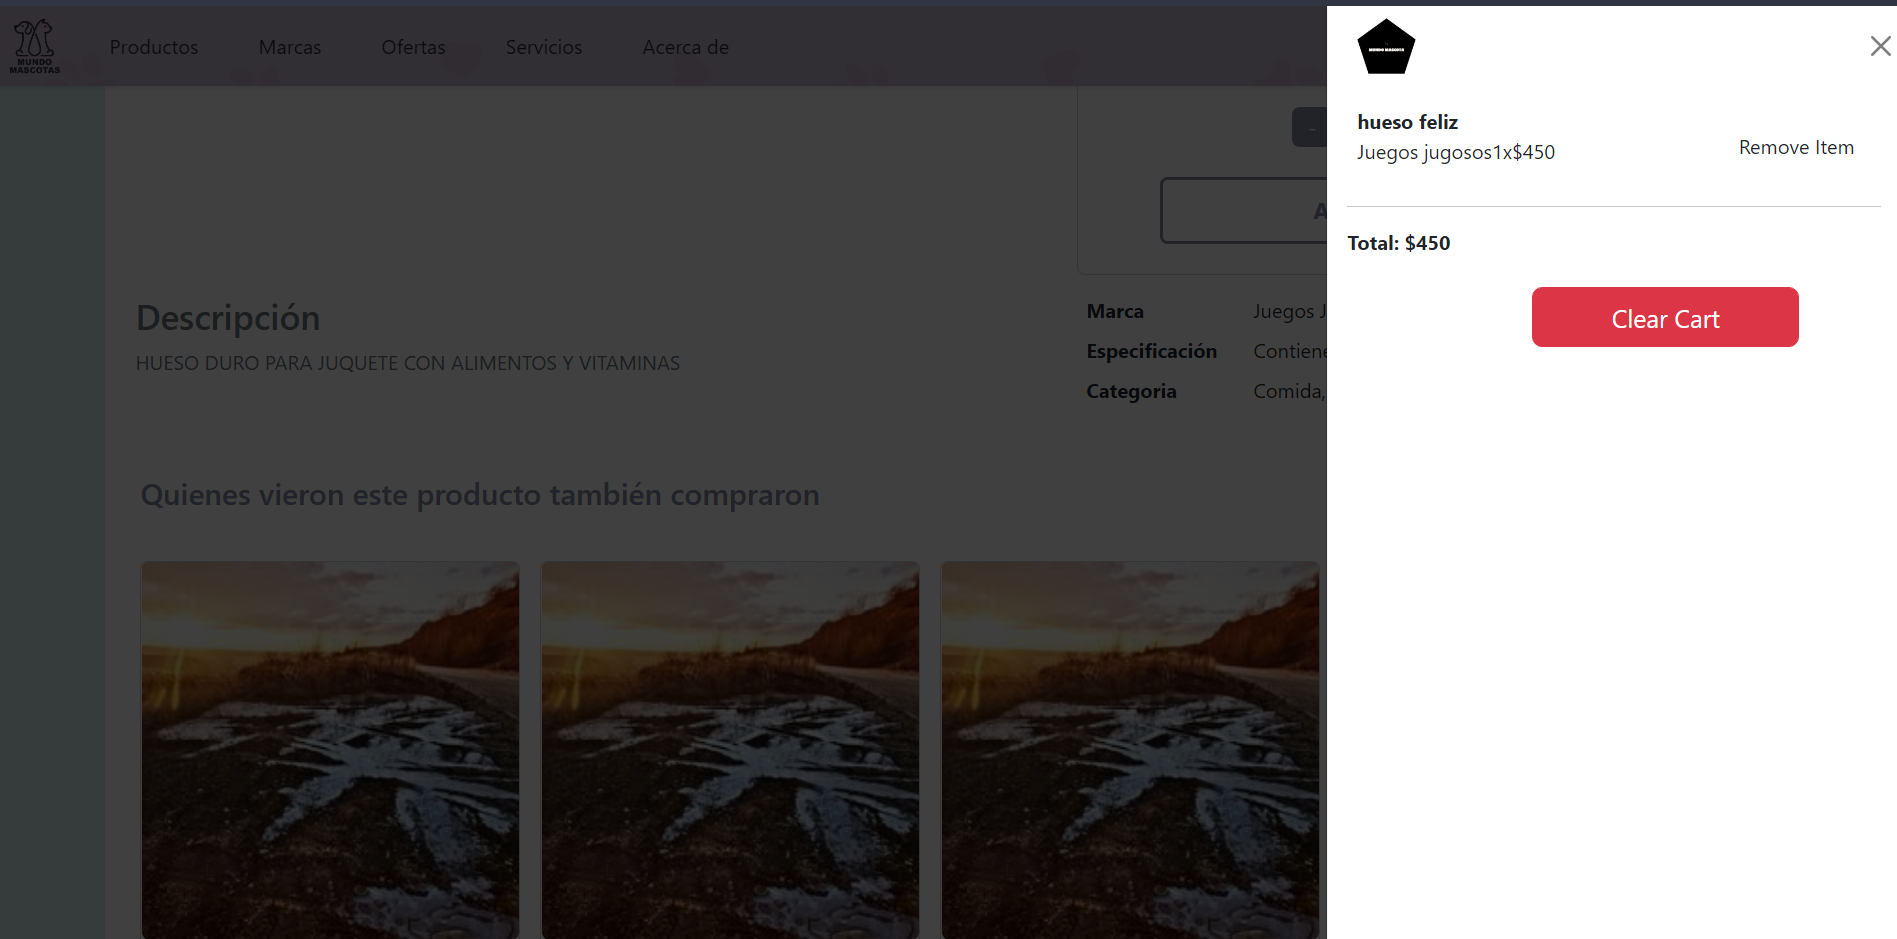 MUNDO
MASCOTAS
Productos
Marcas
Ofertas
Servicios
Acerca de
-
A
Descripción
HUESO DURO PARA JUQUETE CON ALIMENTOS Y VITAMINAS
Marca
Juegos J
Especificación
Contiene
Categoria
Comida,
Quienes vieron este producto también compraron
MUNDO MASCOTA
hueso feliz
Juegos jugosos1x$450
Remove Item
Total: $450
Clear Cart